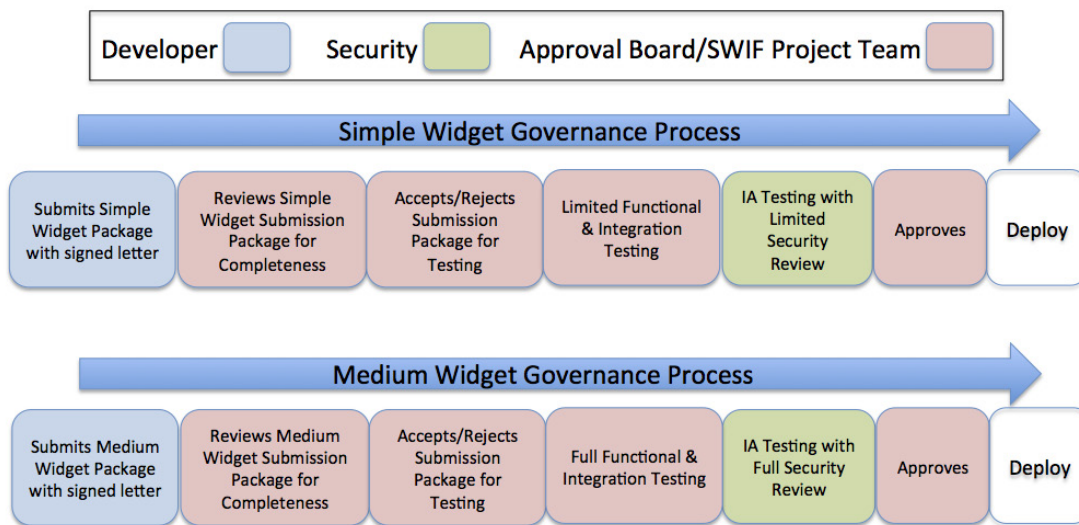 Developer Security Approval Board/SWIF Project Team
Simple Widget Governance Process
Submits Simple
Widget Package
with signed letter
Reviews Simple
Widget Submission
Package for
Completeness
Accepts/Rejects
Submission
Package for
Testing
Limited Functional
& Integration
Testing
IA Testing with
Limited
Security
Review
Approves
Deploy
Medium Widget Governance Process
Submits Medium
Widget Package
with signed letter
Reviews Medium
Widget Submission
Package for
Completeness
Accepts/Rejects
Submission
Package for
Testing
Full Functional &
Integration Testing
IA Testing with
Full Security
Review
Approves
Deploy